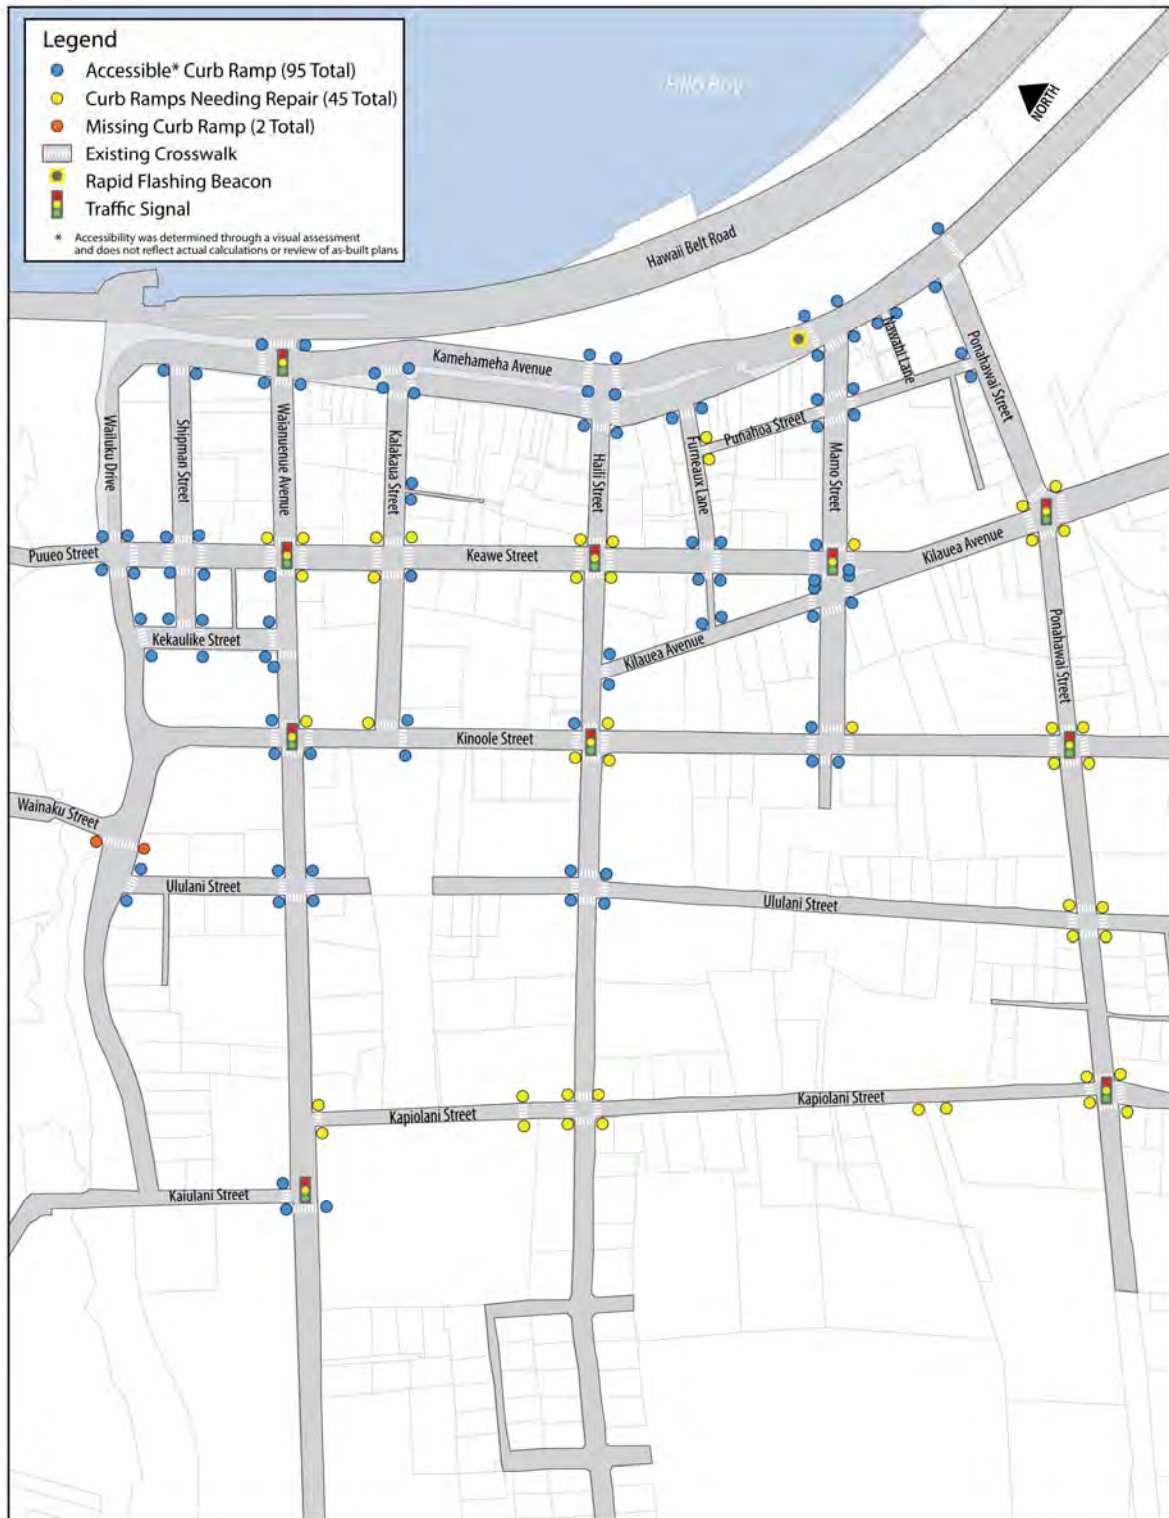 Legend
Accessible* Curb Ramp (95 Total)
Curb Ramps Needing Repair (45 Total)
Missing Curb Ramp (2 Total)
Existing Crosswalk
Rapid Flashing Beacon
Traffic Signal
* Accessibility was determined through a visual assessment
and does not reflect actual calculations or review of as-built plans
Hilo Bay
NORTH
Hawaii Belt Road
Kamehameha Avenue
Nawahi Lane
Ponahawai Street
Wailuku Drive
Shipman Street
Waianuenue Avenue
Kalakaua Street
Haili Street
Furneaux Lane
Punahoa Street
Mamo Street
Puueo Street
Keawe Street
Kilauea Avenue
Kekaulike Street
Kilauea Avenue
Ponahawai Street
Kinoole Street
Wainaku Street
Ululani Street
Ululani Street
Kapiolani Street
Kapiolani Street
Kaiulani Street